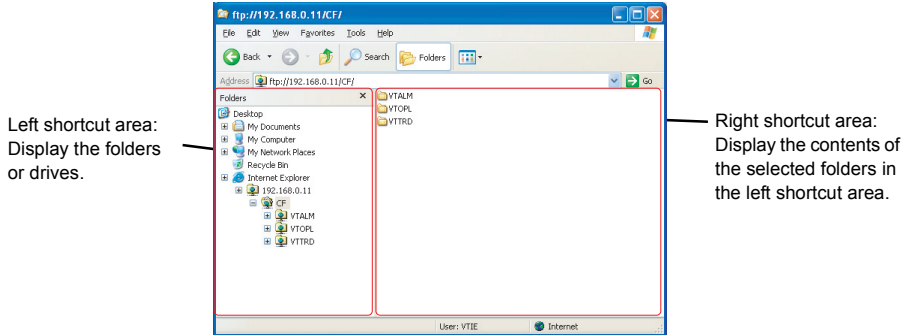 ftp://192.168.0.11/CF/
File Edit View Favorites Tools Help
Back Search Folders
Address ftp://192.168.0.11/CF/ Go
Folders
Desktop
My Documents
My Computer
My Network Places
Recycle Bin
Internet Explorer
192.168.0.11
CF
VTALM
VTOPL
VTTRD
VTALM
VTOPL
VTTRD
User: VTIE Internet
Left shortcut area:
Display the folders
or drives.
Right shortcut area:
Display the contents of
the selected folders in
the left shortcut area.